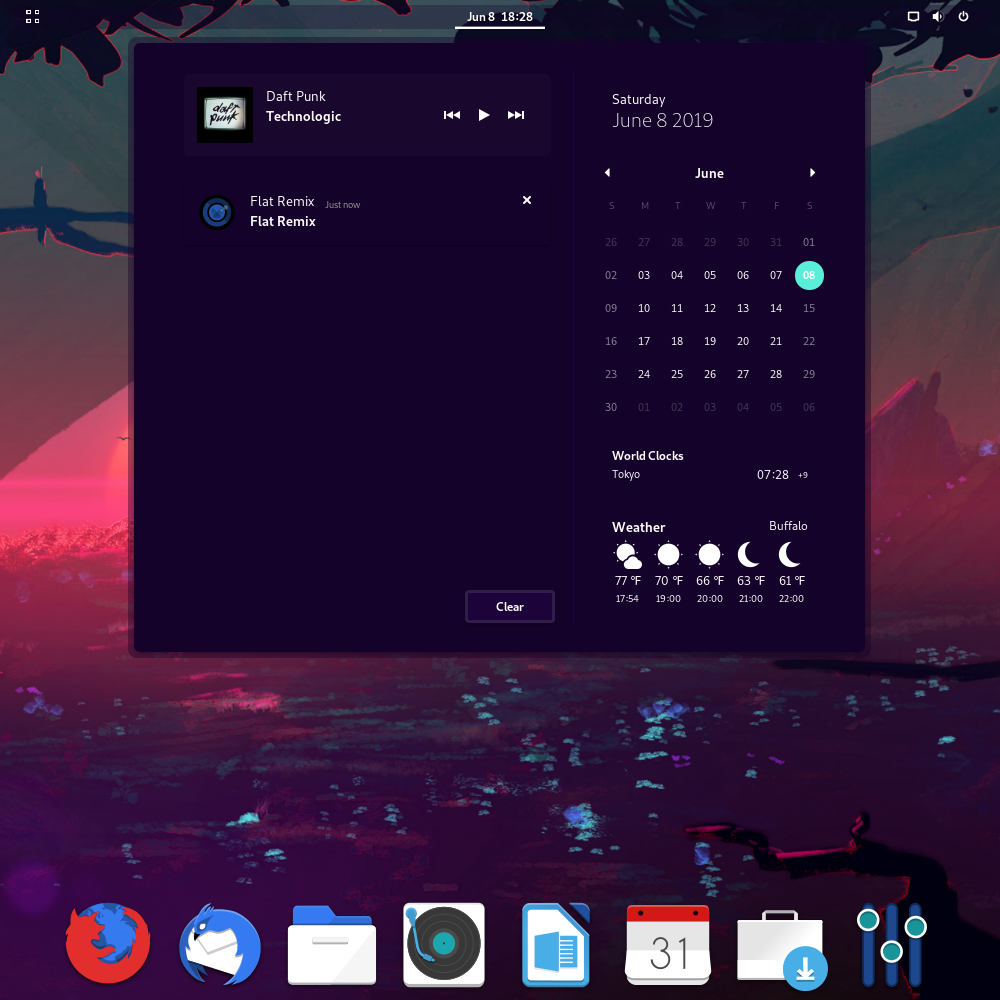 Jun 8 18:28
Daft Punk
Technologic
daft punk
Flat Remix Just now
Flat Remix
Clear
Saturday
June 8 2019
June
S M T W T F S
26 27 28 29 30 31 01
02 03 04 05 06 07 08
09 10 11 12 13 14 15
16 17 18 19 20 21 22
23 24 25 26 27 28 29
30 01 02 03 04 05 06
World Clocks
Tokyo 07:28 +9
Weather Buffalo
77 °F 70 °F 66 °F 63 °F 61 °F
17:54 19:00 20:00 21:00 22:00
31